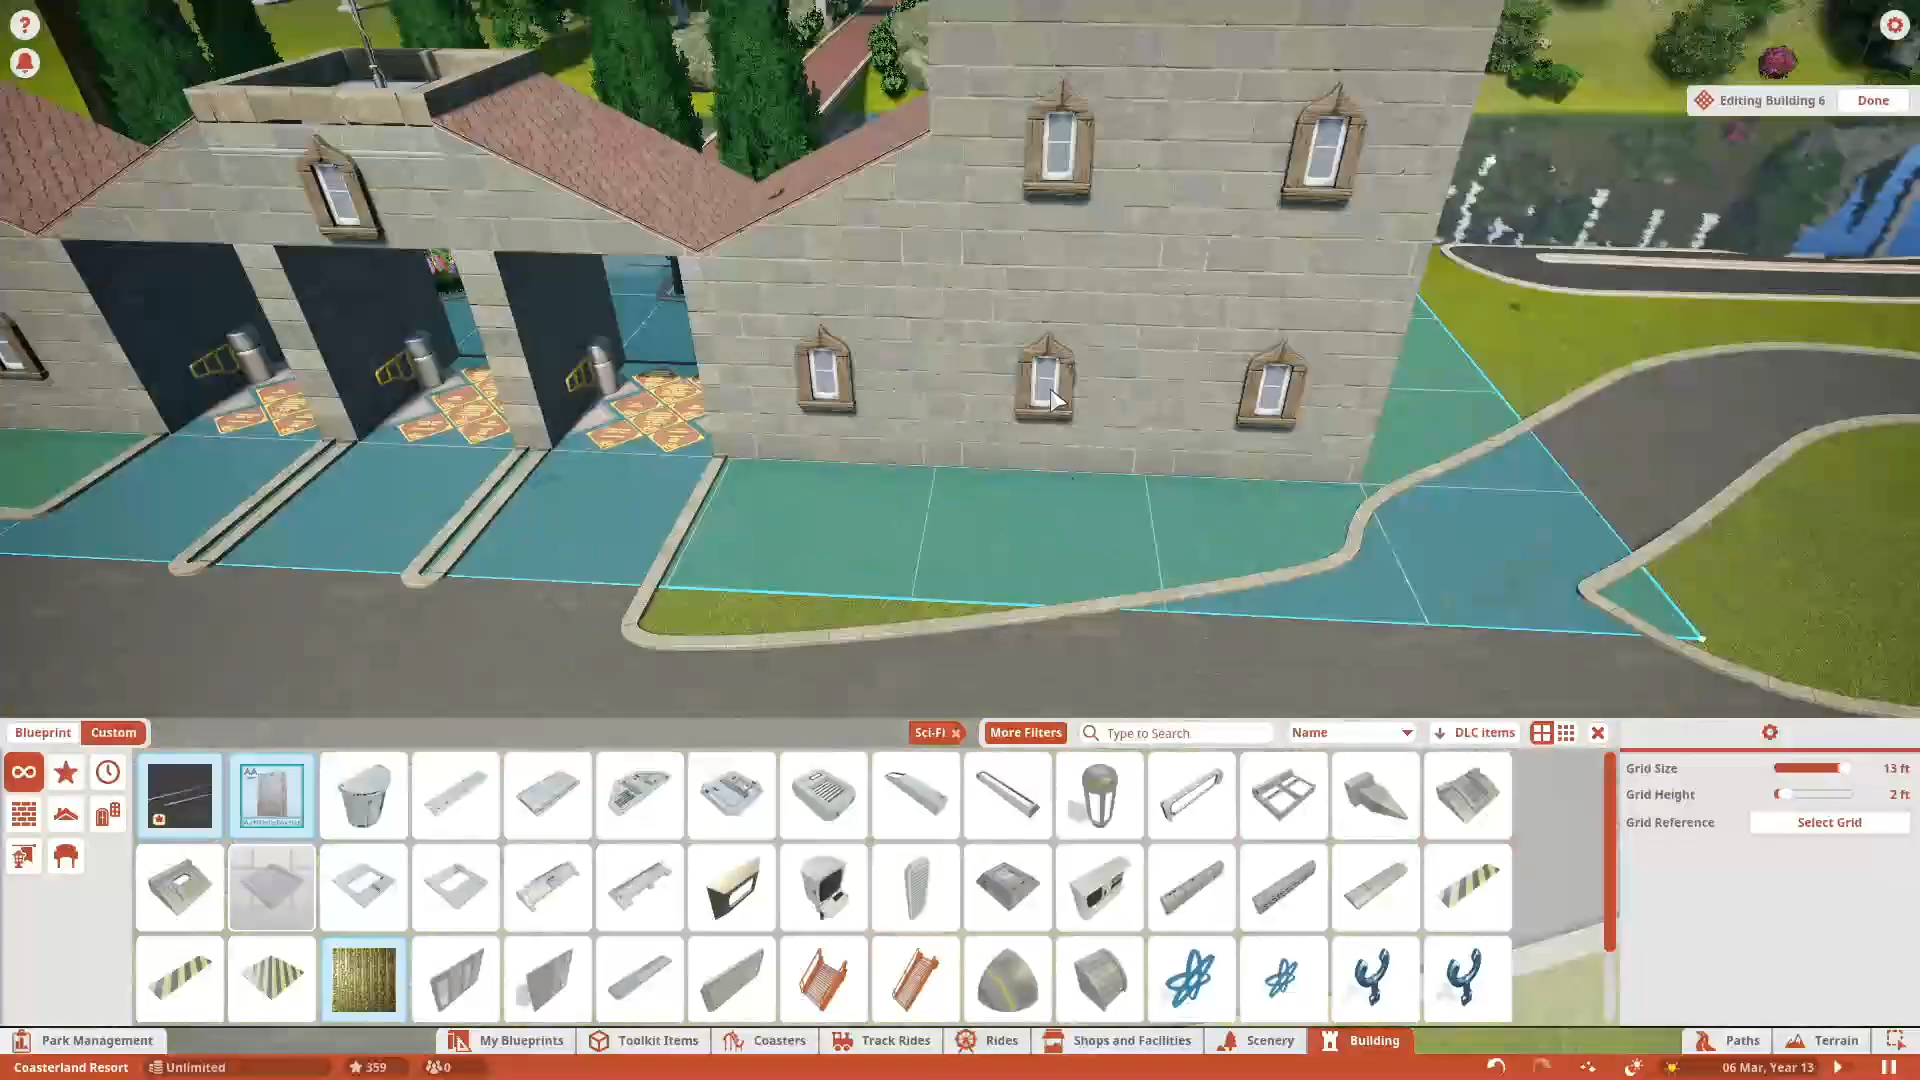 ?
Editing Building 6 Done
Blueprint Custom
Sci-Fi
More Filters
Type to Search
Name
DLC items
AA
Grid Size 13 ft
Grid Height 2 ft
Grid Reference Select Grid
Park Management
My Blueprints
Toolkit Items
Coasters
Track Rides
Rides
Shops and Facilities
Scenery
Building
Paths
Terrain
Coasterland Resort
Unlimited
359
0
06 Mar, Year 13